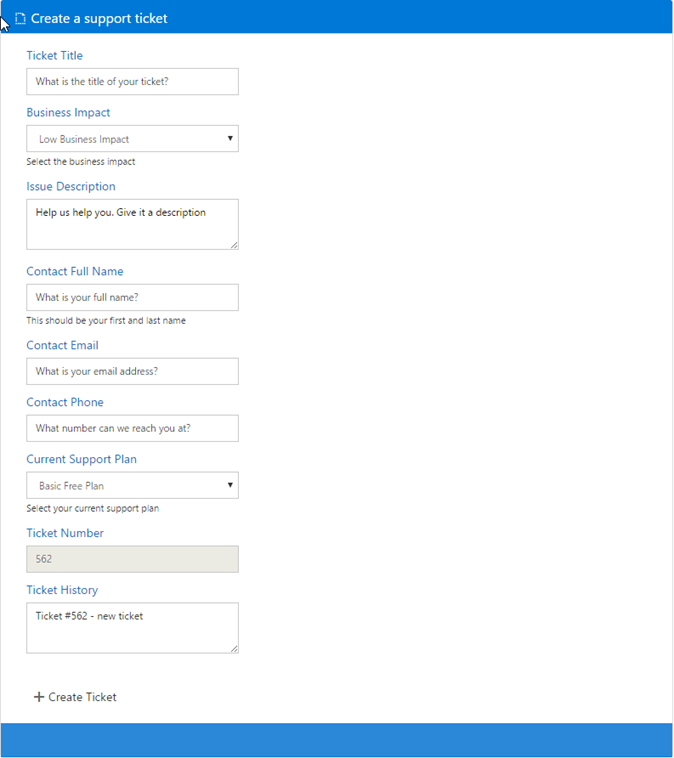 Create a support ticket
Ticket Title
What is the title of your ticket?
Business Impact
Low Business Impact
Select the business impact
Issue Description
Help us help you. Give it a description
Contact Full Name
What is your full name?
This should be your first and last name
Contact Email
What is your email address?
Contact Phone
What number can we reach you at?
Current Support Plan
Basic Free Plan
Select your current support plan
Ticket Number
562
Ticket History
Ticket #562 - new ticket
Create Ticket